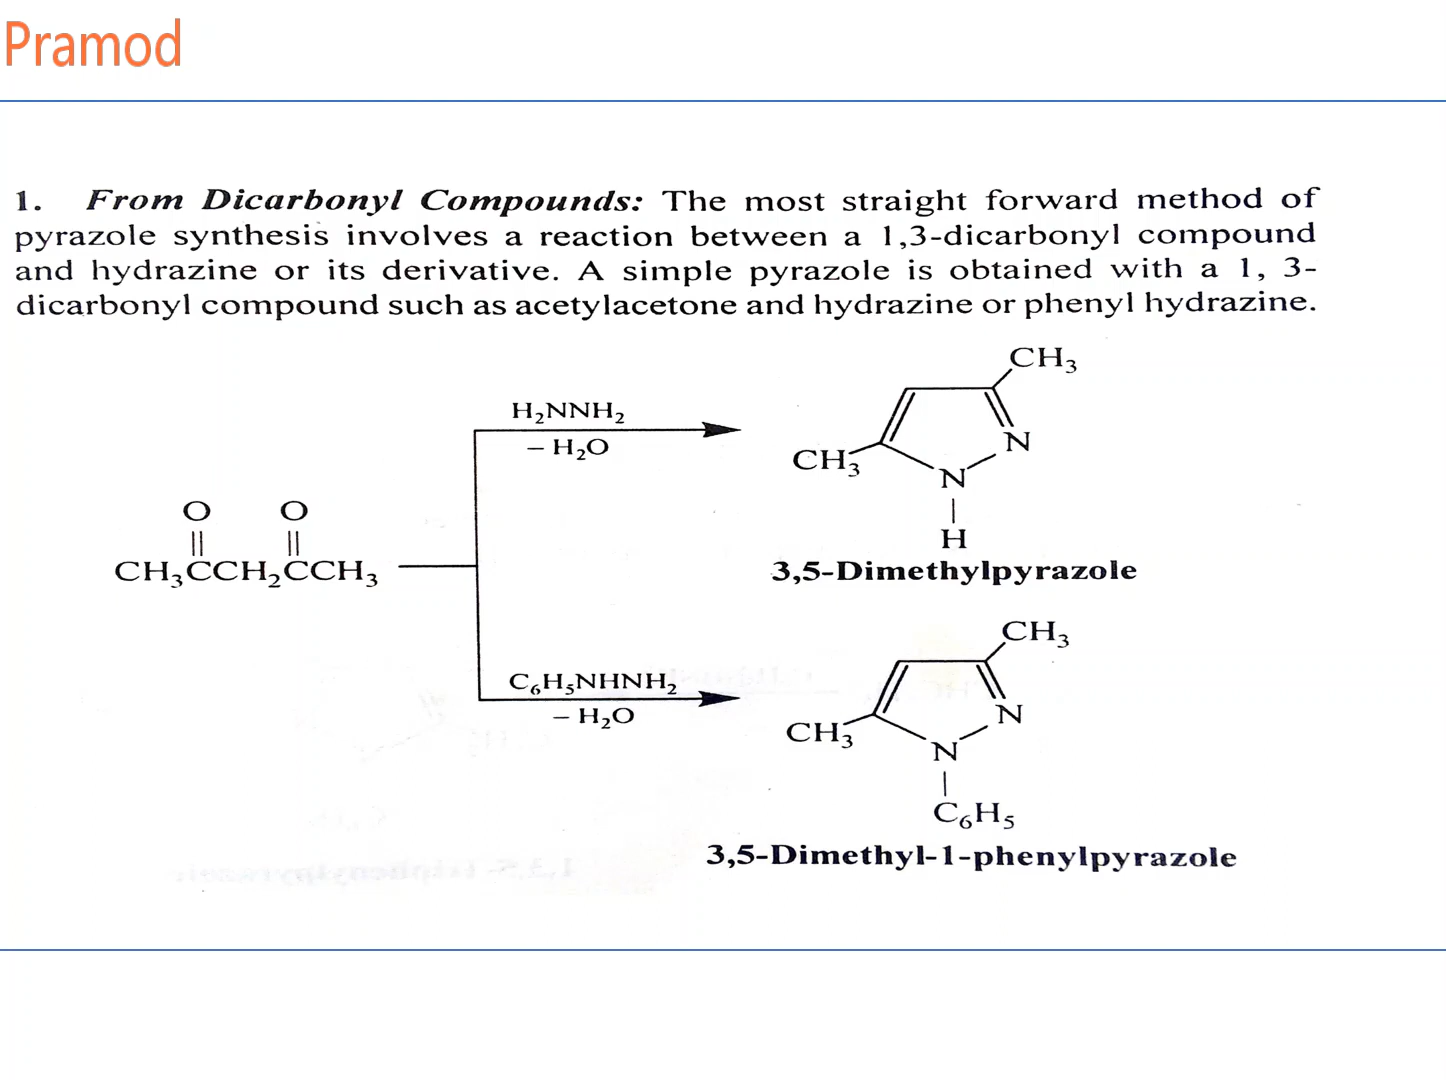 Pramod
1. From Dicarbonyl Compounds: The most straight forward method of
pyrazole synthesis involves a reaction between a 1,3-dicarbonyl compound
and hydrazine or its derivative. A simple pyrazole is obtained with a 1, 3-
dicarbonyl compound such as acetylacetone and hydrazine or phenyl hydrazine.
CH₃
H₂NNH₂
– H₂O
N
CH₃
N
H
O O
CH₃CCH₂CCH₃
3,5-Dimethylpyrazole
CH₃
C₆H₅NHNH₂
– H₂O
N
CH₃
N
C₆H₅
3,5-Dimethyl-1-phenylpyrazole